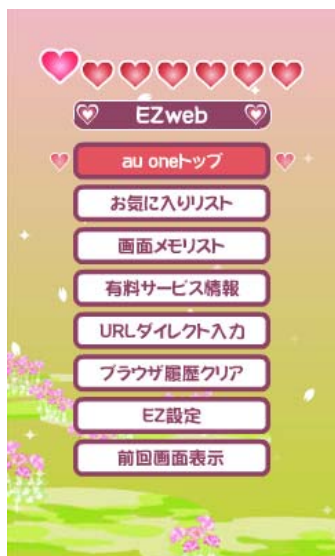 EZweb
au oneトップ
お気に入りリスト
画面メモリスト
有料サービス情報
URLダイレクト入力
ブラウザ履歴クリア
EZ設定
前回画面表示